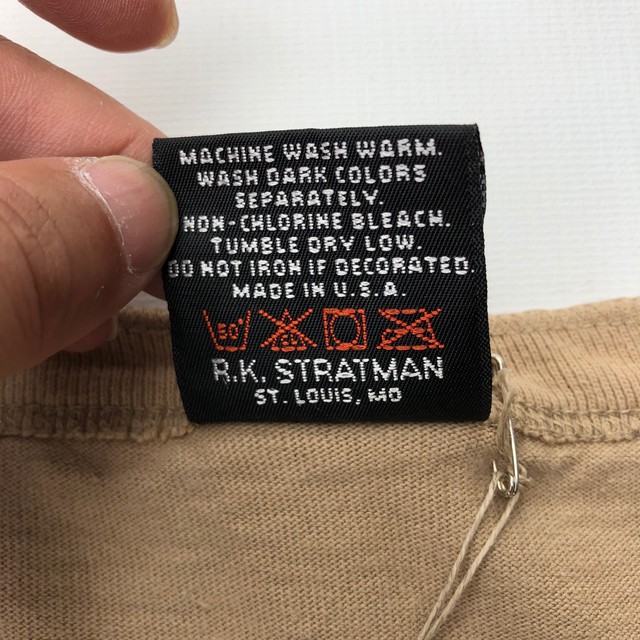 MACHINE WASH WARM.
WASH DARK COLORS
SEPARATELY.
NON-CHLORINE BLEACH.
TUMBLE DRY LOW.
DO NOT IRON IF DECORATED.
MADE IN U.S.A.
R.K. STRATMAN
ST. LOUIS, MO